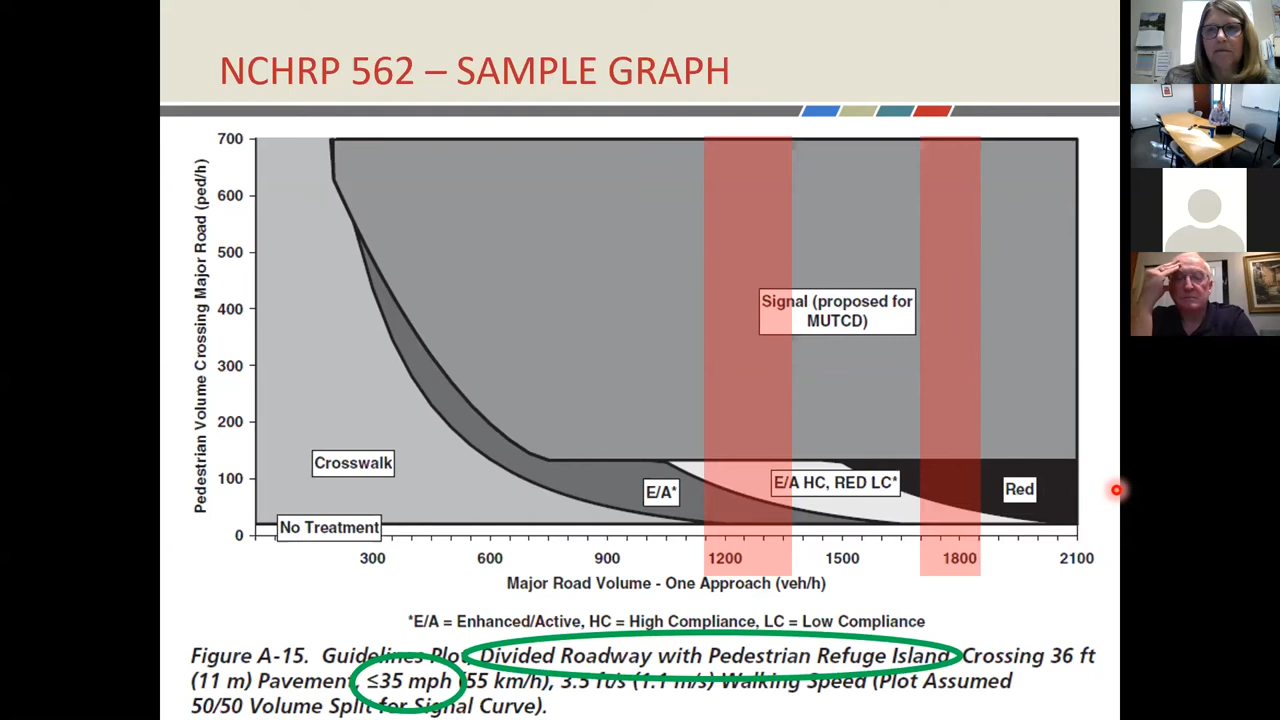 NCHRP 562 – SAMPLE GRAPH
Pedestrian Volume Crossing Major Road (ped/h)
700
600
500
400
300
200
100
0
Signal (proposed for
MUTCD)
Crosswalk
E/A*
E/A HC, RED LC*
Red
No Treatment
300 600 900 1200 1500 1800 2100
Major Road Volume - One Approach (veh/h)
*E/A = Enhanced/Active, HC = High Compliance, LC = Low Compliance
Figure A-15. Guidelines Plot, Divided Roadway with Pedestrian Refuge Island, Crossing 36 ft
(11 m) Pavement, ≤35 mph (55 km/h), 3.5 ft/s (1.1 m/s) Walking Speed (Plot Assumed
50/50 Volume Split for Signal Curve).